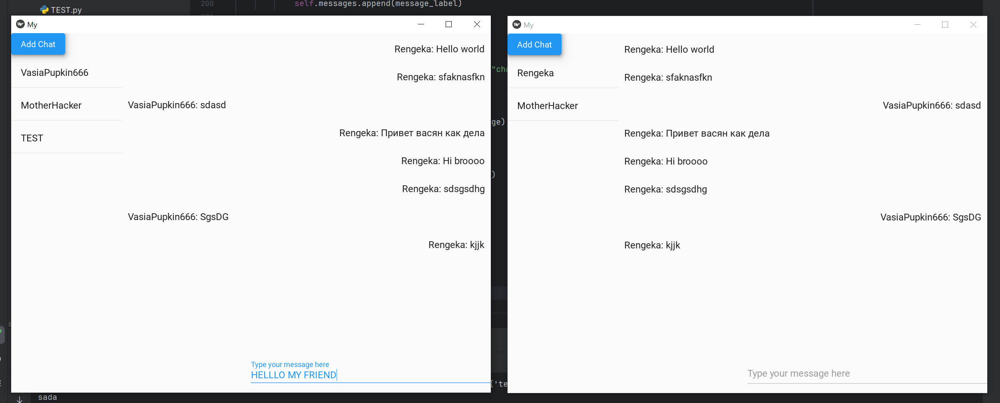 TEST.py
200 self.messages.append(message_label)
My
Add Chat
VasiaPupkin666
MotherHacker
TEST
Rengeka: Hello world
Rengeka: sfaknasfkn
VasiaPupkin666: sdasd
Rengeka: Привет васян как дела
Rengeka: Hi broooo
Rengeka: sdsgsdhg
VasiaPupkin666: SgsDG
Rengeka: kjjk
Type your message here
HELLLO MY FRIEND
"cha
ge)
)
{'te
My
Add Chat
Rengeka
MotherHacker
Rengeka: Hello world
Rengeka: sfaknasfkn
VasiaPupkin666: sdasd
Rengeka: Привет васян как дела
Rengeka: Hi broooo
Rengeka: sdsgsdhg
VasiaPupkin666: SgsDG
Rengeka: kjjk
Type your message here
sada